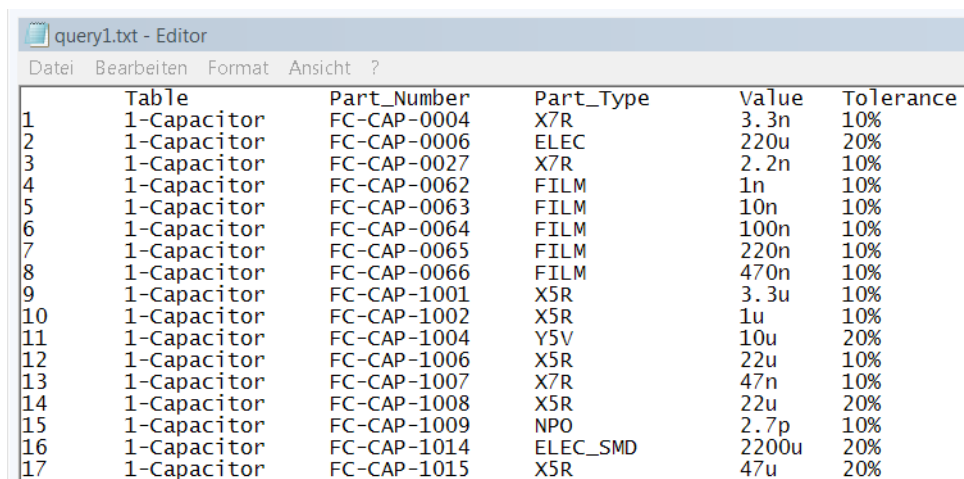 query1.txt - Editor
Datei Bearbeiten Format Ansicht ?
Table Part_Number Part_Type Value Tolerance
1 1-Capacitor FC-CAP-0004 X7R 3.3n 10%
2 1-Capacitor FC-CAP-0006 ELEC 220u 20%
3 1-Capacitor FC-CAP-0027 X7R 2.2n 10%
4 1-Capacitor FC-CAP-0062 FILM 1n 10%
5 1-Capacitor FC-CAP-0063 FILM 10n 10%
6 1-Capacitor FC-CAP-0064 FILM 100n 10%
7 1-Capacitor FC-CAP-0065 FILM 220n 10%
8 1-Capacitor FC-CAP-0066 FILM 470n 10%
9 1-Capacitor FC-CAP-1001 X5R 3.3u 10%
10 1-Capacitor FC-CAP-1002 X5R 1u 10%
11 1-Capacitor FC-CAP-1004 Y5V 10u 20%
12 1-Capacitor FC-CAP-1006 X5R 22u 10%
13 1-Capacitor FC-CAP-1007 X7R 47n 10%
14 1-Capacitor FC-CAP-1008 X5R 22u 20%
15 1-Capacitor FC-CAP-1009 NPO 2.7p 10%
16 1-Capacitor FC-CAP-1014 ELEC_SMD 2200u 20%
17 1-Capacitor FC-CAP-1015 X5R 47u 20%